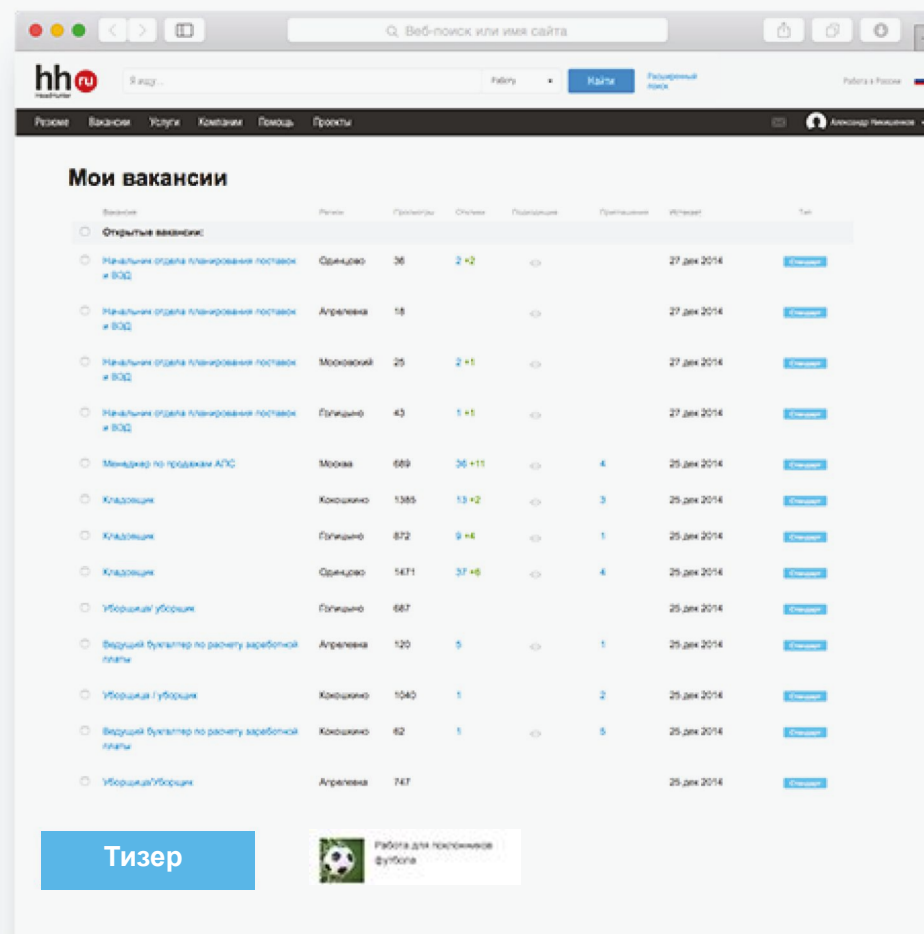 Веб-поиск или имя сайта
hh ru
HeadHunter
Я ищу...
Работу
Найти
Расширенный поиск
Работа в России
Резюме Вакансии Услуги Компании Помощь Проекты
Александр Никишенков
Мои вакансии
Вакансия Регион Просмотры Отклики Подходящие Приглашения Истекает Тип
Открытые вакансии:
Начальник отдела планирования поставок Одинцово 36 2 +2 27 дек 2014 Стандарт
и ВЭД
Начальник отдела планирования поставок Апрелевка 18 27 дек 2014 Стандарт
и ВЭД
Начальник отдела планирования поставок Московский 25 2 +1 27 дек 2014 Стандарт
и ВЭД
Начальник отдела планирования поставок Голицыно 43 1 +1 27 дек 2014 Стандарт
и ВЭД
Менеджер по продажам АПС Москва 689 36 +11 4 25 дек 2014 Стандарт
Кладовщик Кокошкино 1385 13 +2 3 25 дек 2014 Стандарт
Кладовщик Голицыно 872 9 +4 1 25 дек 2014 Стандарт
Кладовщик Одинцово 1471 37 +6 4 25 дек 2014 Стандарт
Уборщица/ уборщик Голицыно 687 25 дек 2014 Стандарт
Ведущий бухгалтер по расчету заработной Апрелевка 120 5 1 25 дек 2014 Стандарт
платы
Уборщица / уборщик Кокошкино 1040 1 2 25 дек 2014 Стандарт
Ведущий бухгалтер по расчету заработной Кокошкино 62 1 5 25 дек 2014 Стандарт
платы
Уборщица/Уборщик Апрелевка 747 25 дек 2014 Стандарт
Тизер
Работа для поклонников
футбола